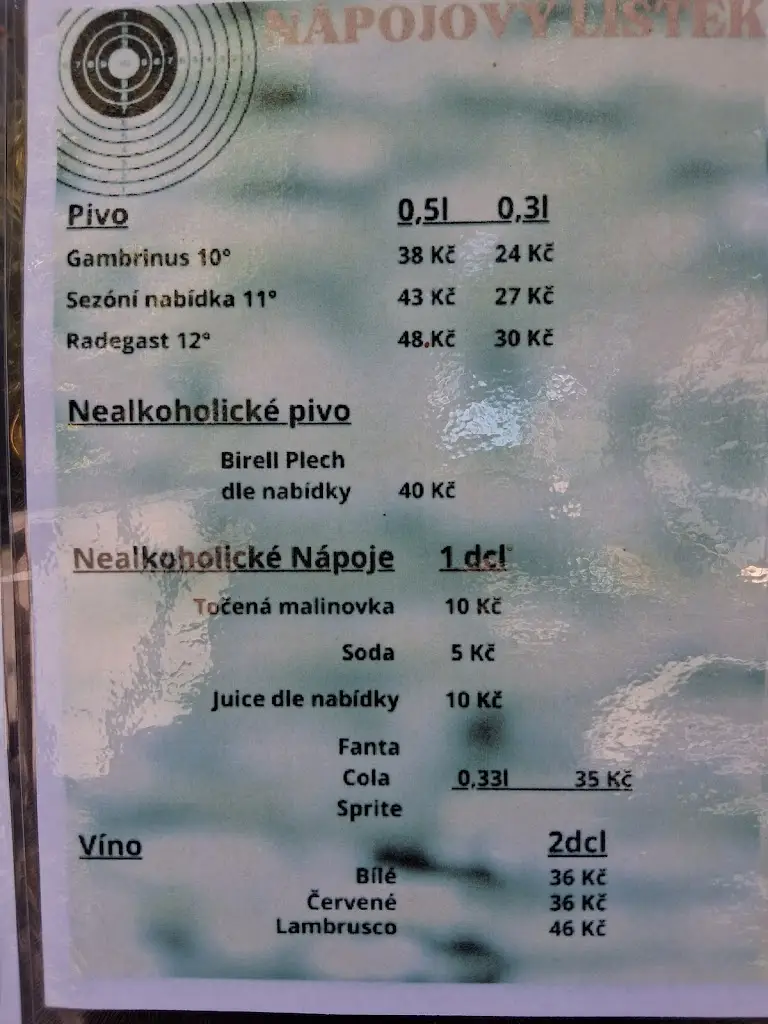 NÁPOJOVÝ LÍSTEK
Pivo 0,5l 0,3l
Gambrinus 10° 38 Kč 24 Kč
Sezóní nabídka 11° 43 Kč 27 Kč
Radegast 12° 48.Kč 30 Kč
Nealkoholické pivo
Birell Plech
dle nabídky 40 Kč
Nealkoholické Nápoje 1 dcl
Točená malinovka 10 Kč
Soda 5 Kč
Juice dle nabídky 10 Kč
Fanta
Cola 0,33l 35 Kč
Sprite
Víno 2dcl
Bílé 36 Kč
Červené 36 Kč
Lambrusco 46 Kč